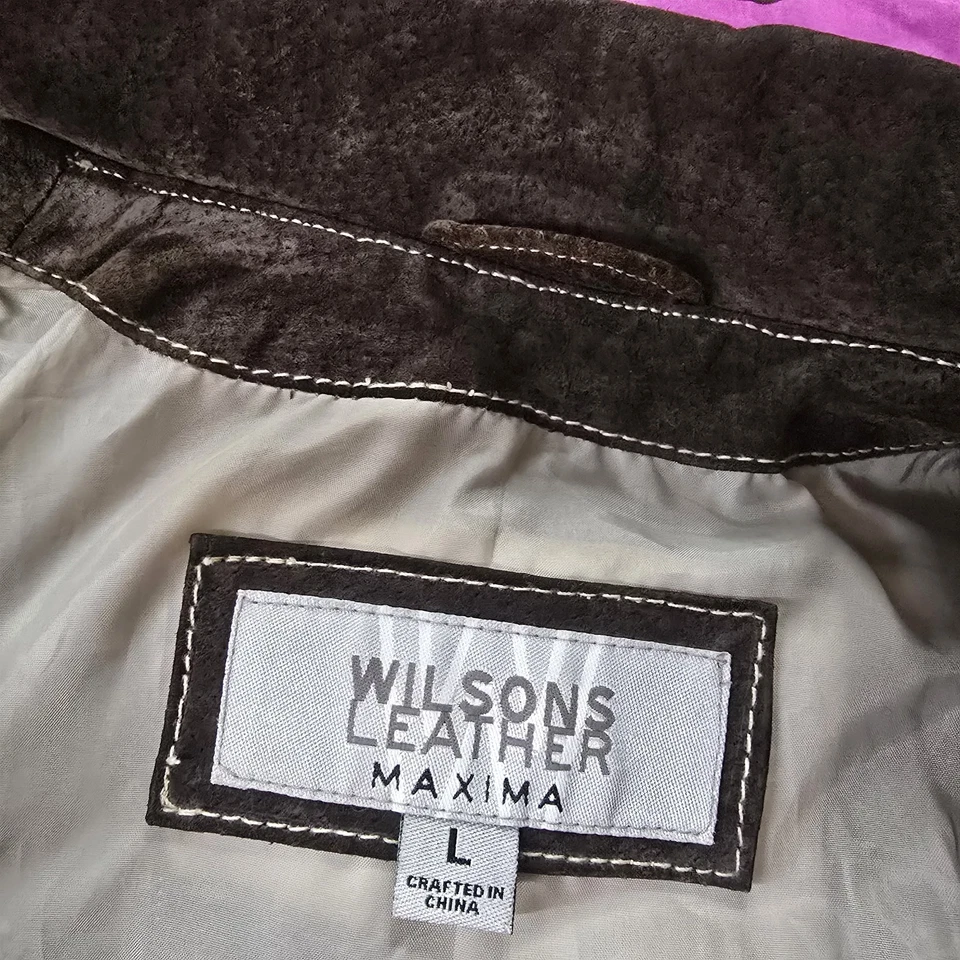 WILSONS
LEATHER
MAXIMA
L
CRAFTED IN
CHINA